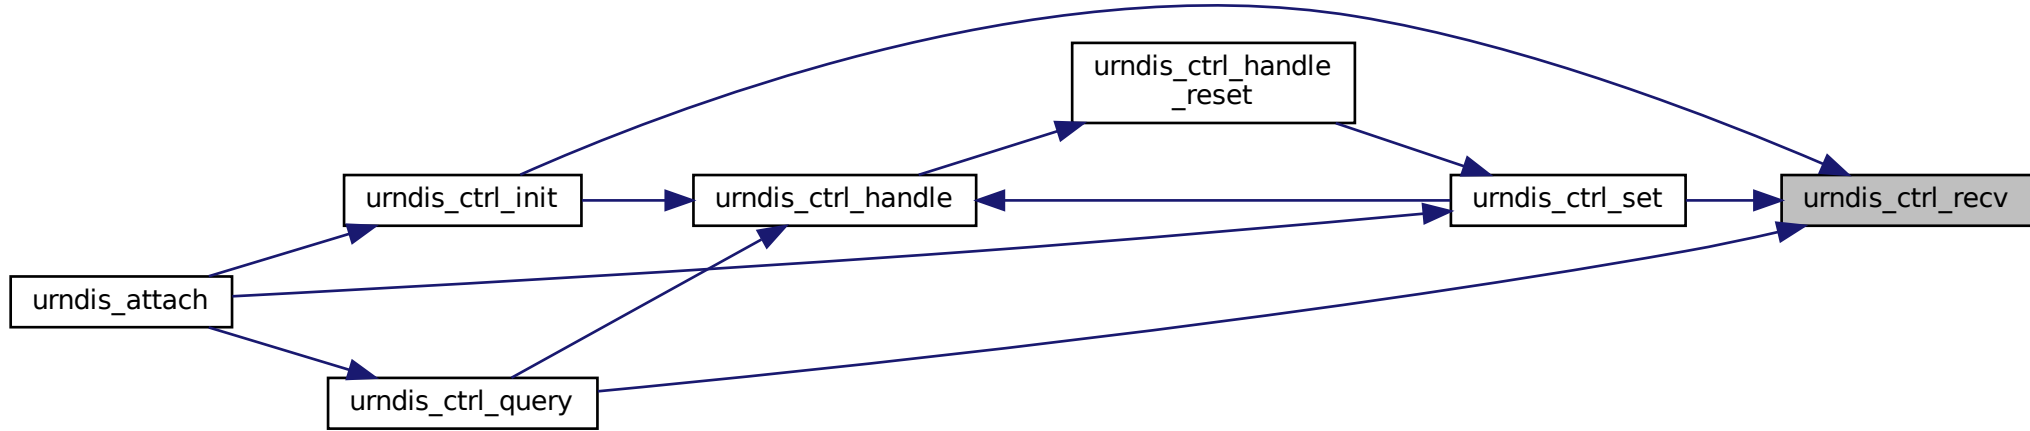 urndis_ctrl_handle
_reset
urndis_ctrl_init
urndis_ctrl_handle
urndis_ctrl_set
urndis_ctrl_recv
urndis_attach
urndis_ctrl_query